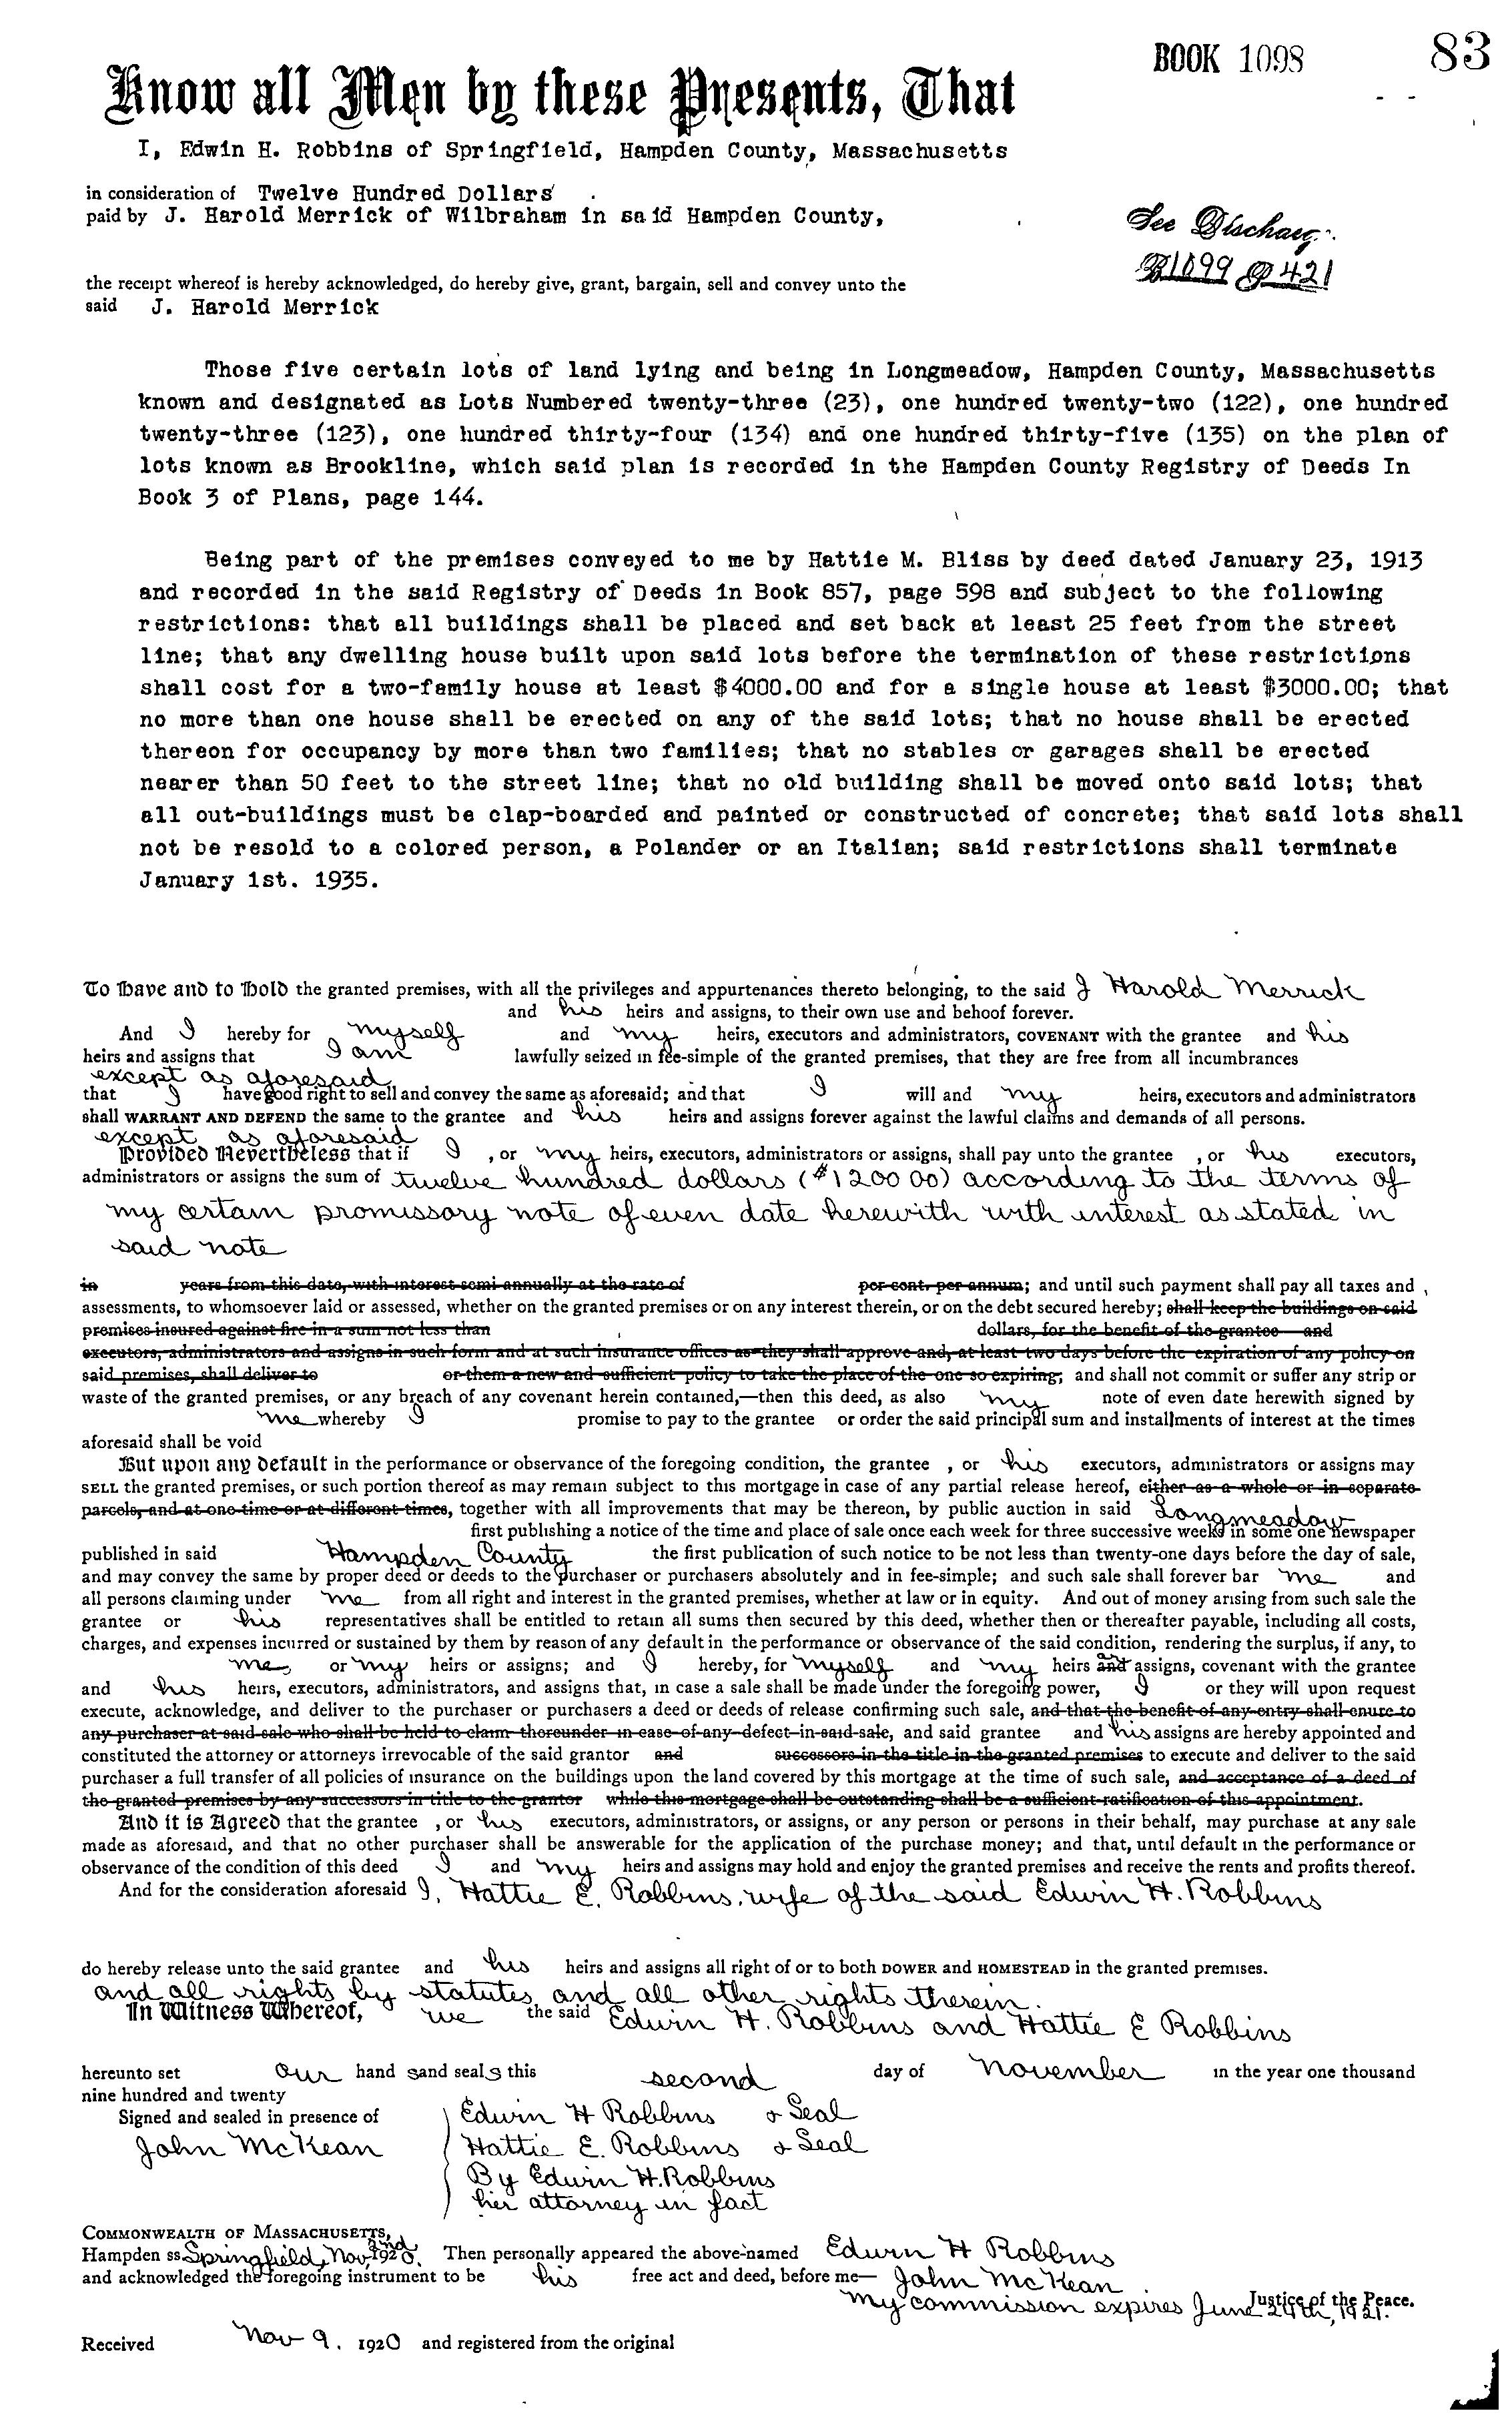 BOOK 1098 83
Know all Men by these Presents, That
I, Edwin H. Robbins of Springfield, Hampden County, Massachusetts
in consideration of Twelve Hundred Dollars
paid by J. Harold Merrick of Wilbraham in said Hampden County,
See Discharg.
B1099 P 421
the receipt whereof is hereby acknowledged, do hereby give, grant, bargain, sell and convey unto the
said J. Harold Merrick
Those five certain lots of land lying and being in Longmeadow, Hampden County, Massachusetts
known and designated as Lots Numbered twenty-three (23), one hundred twenty-two (122), one hundred
twenty-three (123), one hundred thirty-four (134) and one hundred thirty-five (135) on the plan of
lots known as Brookline, which said plan is recorded in the Hampden County Registry of Deeds In
Book 3 of Plans, page 144.
Being part of the premises conveyed to me by Hattie M. Bliss by deed dated January 23, 1913
and recorded in the said Registry of Deeds in Book 857, page 598 and subject to the following
restrictions: that all buildings shall be placed and set back at least 25 feet from the street
line; that any dwelling house built upon said lots before the termination of these restrictions
shall cost for a two-family house at least $4000.00 and for a single house at least $3000.00; that
no more than one house shall be erected on any of the said lots; that no house shall be erected
thereon for occupancy by more than two families; that no stables or garages shall be erected
nearer than 50 feet to the street line; that no old building shall be moved onto said lots; that
all out-buildings must be clap-boarded and painted or constructed of concrete; that said lots shall
not be resold to a colored person, a Polander or an Italian; said restrictions shall terminate
January 1st. 1935.
To Have and to Hold the granted premises, with all the privileges and appurtenances thereto belonging, to the said J Harold Merrick
and his heirs and assigns, to their own use and behoof forever.
And I hereby for myself and my heirs, executors and administrators, COVENANT with the grantee and his
heirs and assigns that I am lawfully seized in fee-simple of the granted premises, that they are free from all incumbrances
except as aforesaid
that I have good right to sell and convey the same as aforesaid; and that I will and my heirs, executors and administrators
shall WARRANT AND DEFEND the same to the grantee and his heirs and assigns forever against the lawful claims and demands of all persons.
except as aforesaid
Provided Nevertheless that if I , or my heirs, executors, administrators or assigns, shall pay unto the grantee , or his executors,
administrators or assigns the sum of twelve hundred dollars ($1200 00) according to the terms of
my certain promissory note of even date herewith with interest as stated in
said note
in years from this date, with interest semi-annually at the rate of per cent. per annum; and until such payment shall pay all taxes and
assessments, to whomsoever laid or assessed, whether on the granted premises or on any interest therein, or on the debt secured hereby; shall keep the buildings on said
premises insured against fire in a sum not less than dollars, for the benefit of the grantee and
executors, administrators and assigns in such form and at such insurance offices as they shall approve and, at least two days before the expiration of any policy on
said premises, shall deliver to or them a new and sufficient policy to take the place of the one so expiring; and shall not commit or suffer any strip or
waste of the granted premises, or any breach of any covenant herein contained,—then this deed, as also my note of even date herewith signed by
me whereby I promise to pay to the grantee or order the said principal sum and installments of interest at the times
aforesaid shall be void
But upon any default in the performance or observance of the foregoing condition, the grantee , or his executors, administrators or assigns may
SELL the granted premises, or such portion thereof as may remain subject to this mortgage in case of any partial release hereof, either as a whole or in separate
parcels, and at one time or at different times, together with all improvements that may be thereon, by public auction in said Longmeadow
first publishing a notice of the time and place of sale once each week for three successive weeks in some one newspaper
published in said Hampden County the first publication of such notice to be not less than twenty-one days before the day of sale,
and may convey the same by proper deed or deeds to the purchaser or purchasers absolutely and in fee-simple; and such sale shall forever bar me and
all persons claiming under me from all right and interest in the granted premises, whether at law or in equity. And out of money arising from such sale the
grantee or his representatives shall be entitled to retain all sums then secured by this deed, whether then or thereafter payable, including all costs,
charges, and expenses incurred or sustained by them by reason of any default in the performance or observance of the said condition, rendering the surplus, if any, to
me, or my heirs or assigns; and I hereby, for myself and my heirs and assigns, covenant with the grantee
and his heirs, executors, administrators, and assigns that, in case a sale shall be made under the foregoing power, I or they will upon request
execute, acknowledge, and deliver to the purchaser or purchasers a deed or deeds of release confirming such sale, and that the benefit of any entry shall enure to
any purchaser at said sale who shall be held to claim thereunder in case of any defect in said sale, and said grantee and his assigns are hereby appointed and
constituted the attorney or attorneys irrevocable of the said grantor and successors in the title in the granted premises to execute and deliver to the said
purchaser a full transfer of all policies of insurance on the buildings upon the land covered by this mortgage at the time of such sale, and acceptance of a deed of
the granted premises by any successors in title to the grantor while this mortgage shall be outstanding shall be a sufficient ratification of this appointment.
And it is Agreed that the grantee , or his executors, administrators, or assigns, or any person or persons in their behalf, may purchase at any sale
made as aforesaid, and that no other purchaser shall be answerable for the application of the purchase money; and that, until default in the performance or
observance of the condition of this deed I and my heirs and assigns may hold and enjoy the granted premises and receive the rents and profits thereof.
And for the consideration aforesaid I, Hattie E. Robbins, wife of the said Edwin H. Robbins
do hereby release unto the said grantee and his heirs and assigns all right of or to both DOWER and HOMESTEAD in the granted premises.
and all rights by statutes and all other rights therein.
In Witness Whereof, we the said Edwin H. Robbins and Hattie E Robbins
hereunto set our hand sand seals this second day of November in the year one thousand
nine hundred and twenty
Signed and sealed in presence of Edwin H Robbins & Seal
John McKean Hattie E. Robbins & Seal
By Edwin H. Robbins
her attorney in fact
COMMONWEALTH OF MASSACHUSETTS,
Hampden ss Springfield, Nov, 2nd 1920. Then personally appeared the above-named Edwin H Robbins
and acknowledged the foregoing instrument to be his free act and deed, before me— John McKean
Justice of the Peace.
My commission expires June 24th, 1921.
Received Nov 9. 1920 and registered from the original